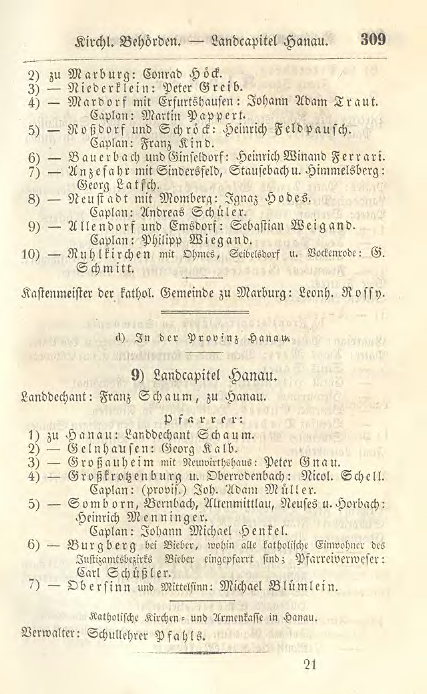 Kirchl. Behörden. — Landcapitel Hanau. 309
2) zu Marburg: Conrad Höck.
3) — Niederklein: Peter Greib.
4) — Mardorf mit Erfurtshausen: Johann Adam Traut.
Caplan: Martin Pappert.
5) — Roßdorf und Schröck: Heinrich Feldpausch.
Caplan: Franz Kind.
6) — Bauerbach und Ginseldorf: Heinrich Winand Ferrari.
7) — Anzefahr mit Sindersfeld, Stausebach u. Himmelsberg:
Georg Latsch.
8) — Neustadt mit Momberg: Ignaz Hodes.
Caplan: Andreas Schüler.
9) — Allendorf und Emsdorf: Sebastian Weigand.
Caplan: Philipp Wiegand.
10) — Ruhlkirchen mit Ohmes, Seibelsdorf u. Vockenrode: G.
Schmitt.
Kastenmeister der kathol. Gemeinde zu Marburg: Leonh. Rossy.
d) In der Provinz Hanau.
9) Landcapitel Hanau.
Landdechant: Franz Schaum, zu Hanau.
Pfarrer:
1) zu Hanau: Landdechant Schaum.
2) — Gelnhausen: Georg Kalb.
3) — Großauheim mit Neuwirthshaus: Peter Gnau.
4) — Großkrotzenburg u. Oberrodenbach: Nicol. Schell.
Caplan: (provis.) Joh. Adam Müller.
5) — Somborn, Bernbach, Altenmittlau, Neuses u. Horbach:
Heinrich Menninger.
Caplan: Johann Michael Henkel.
6) — Burgberg bei Bieber, wohin alle katholische Einwohner des
Justizamtsbezirks Bieber eingepfarrt sind; Pfarreiverweser:
Carl Schüßler.
7) — Obersinn und Mittelsinn: Michael Blümlein.
Katholische Kirchen- und Armenkasse in Hanau.
Verwalter: Schullehrer Pfahls.
21